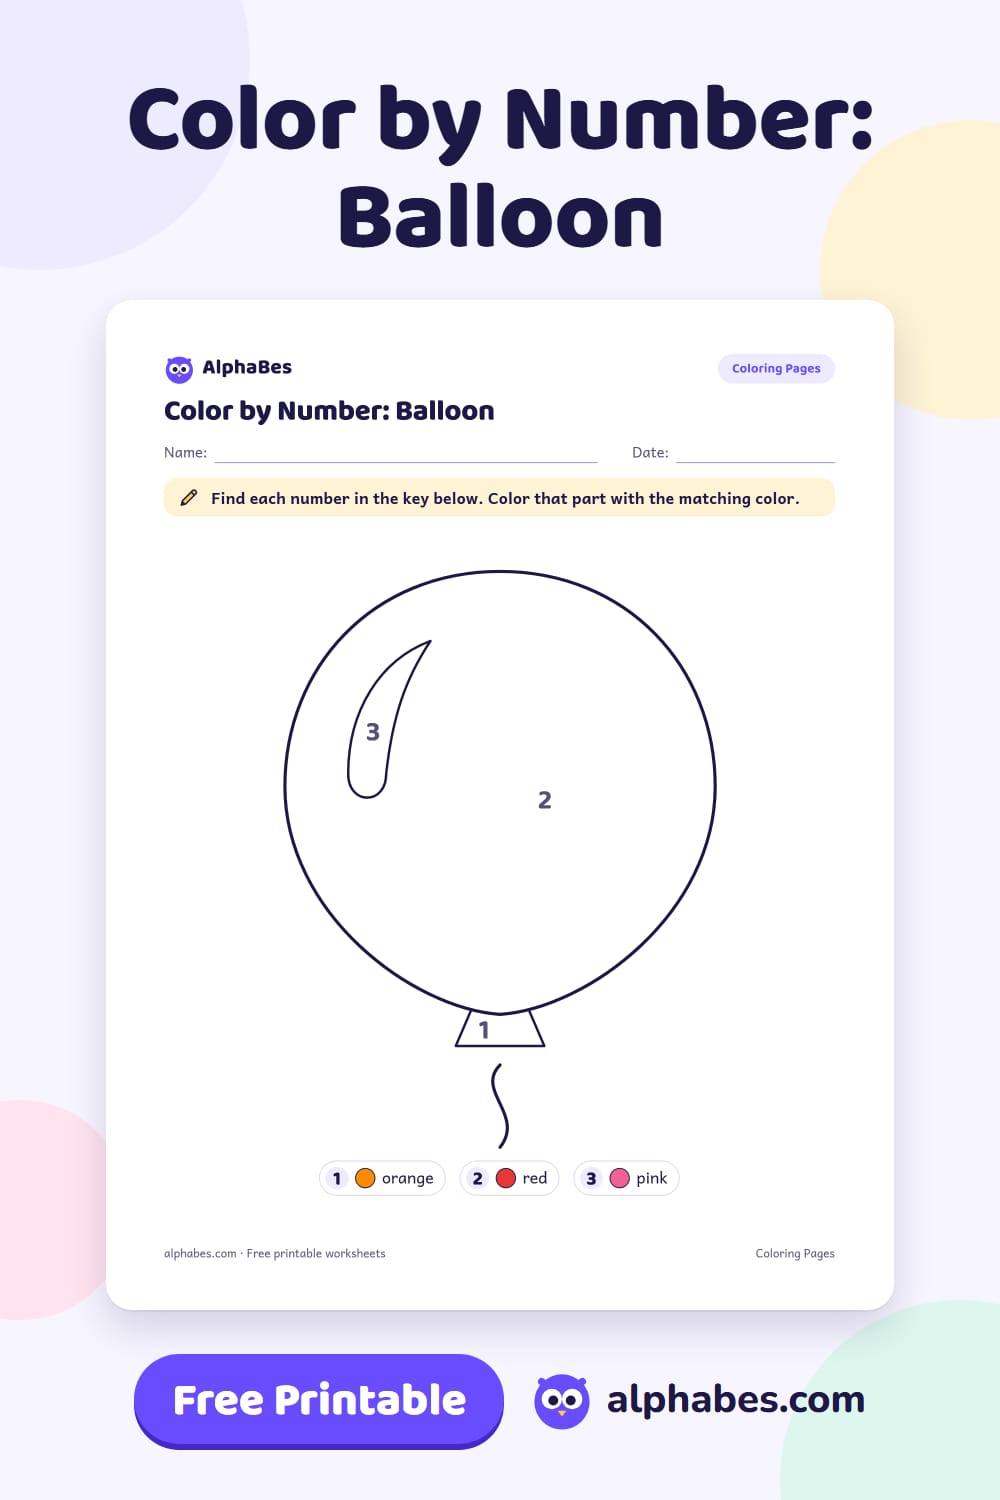 Color by Number:
Balloon
AlphaBes
Coloring Pages
Color by Number: Balloon
Name:
Date:
Find each number in the key below. Color that part with the matching color.
3
2
1
1 orange
2 red
3 pink
alphabes.com · Free printable worksheets
Coloring Pages
Free Printable
alphabes.com